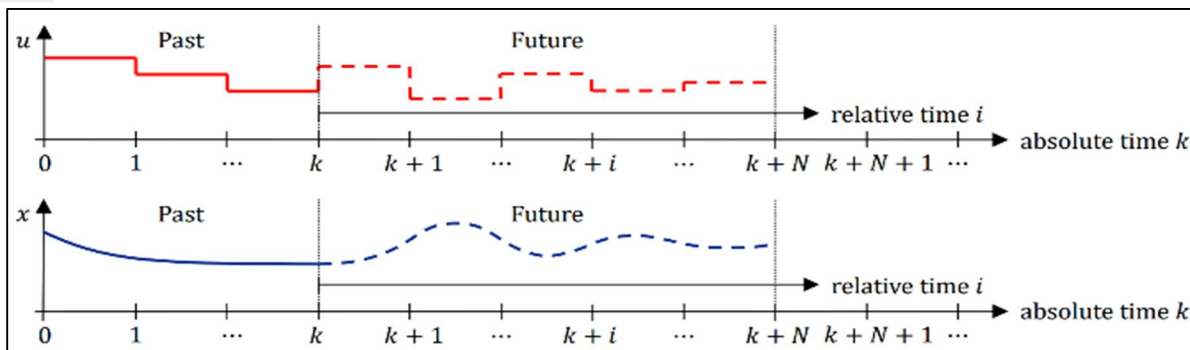 u Past Future
relative time i
absolute time k
0 1 ... k k + 1 ... k + i ... k + N k + N + 1 ...
x Past Future
relative time i
absolute time k
0 1 ... k k + 1 ... k + i ... k + N k + N + 1 ...